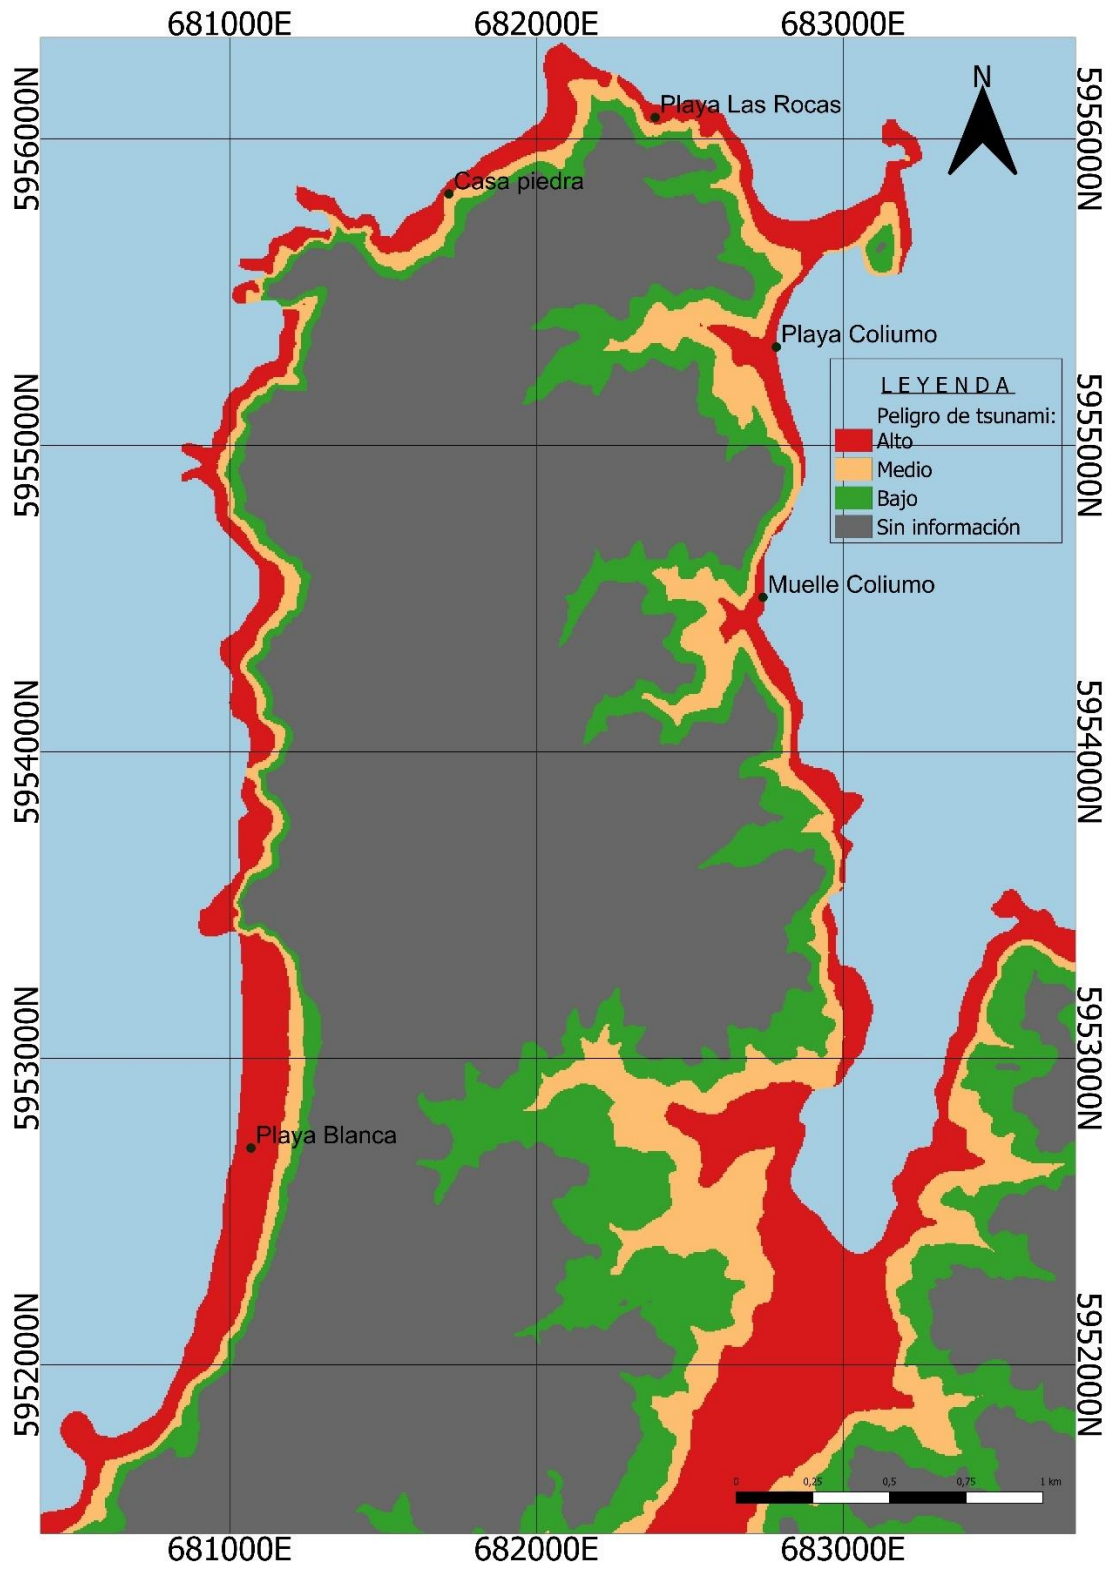 681000E 682000E 683000E
5956000N
5956000N
N
Playa Las Rocas
Casa piedra
Playa Coliumo
LEYENDA
Peligro de tsunami:
Alto
Medio
Bajo
Sin información
5955000N
5955000N
Muelle Coliumo
5954000N
5954000N
5953000N
5953000N
Playa Blanca
5952000N
5952000N
0 0,25 0,5 0,75 1 km
681000E 682000E 683000E